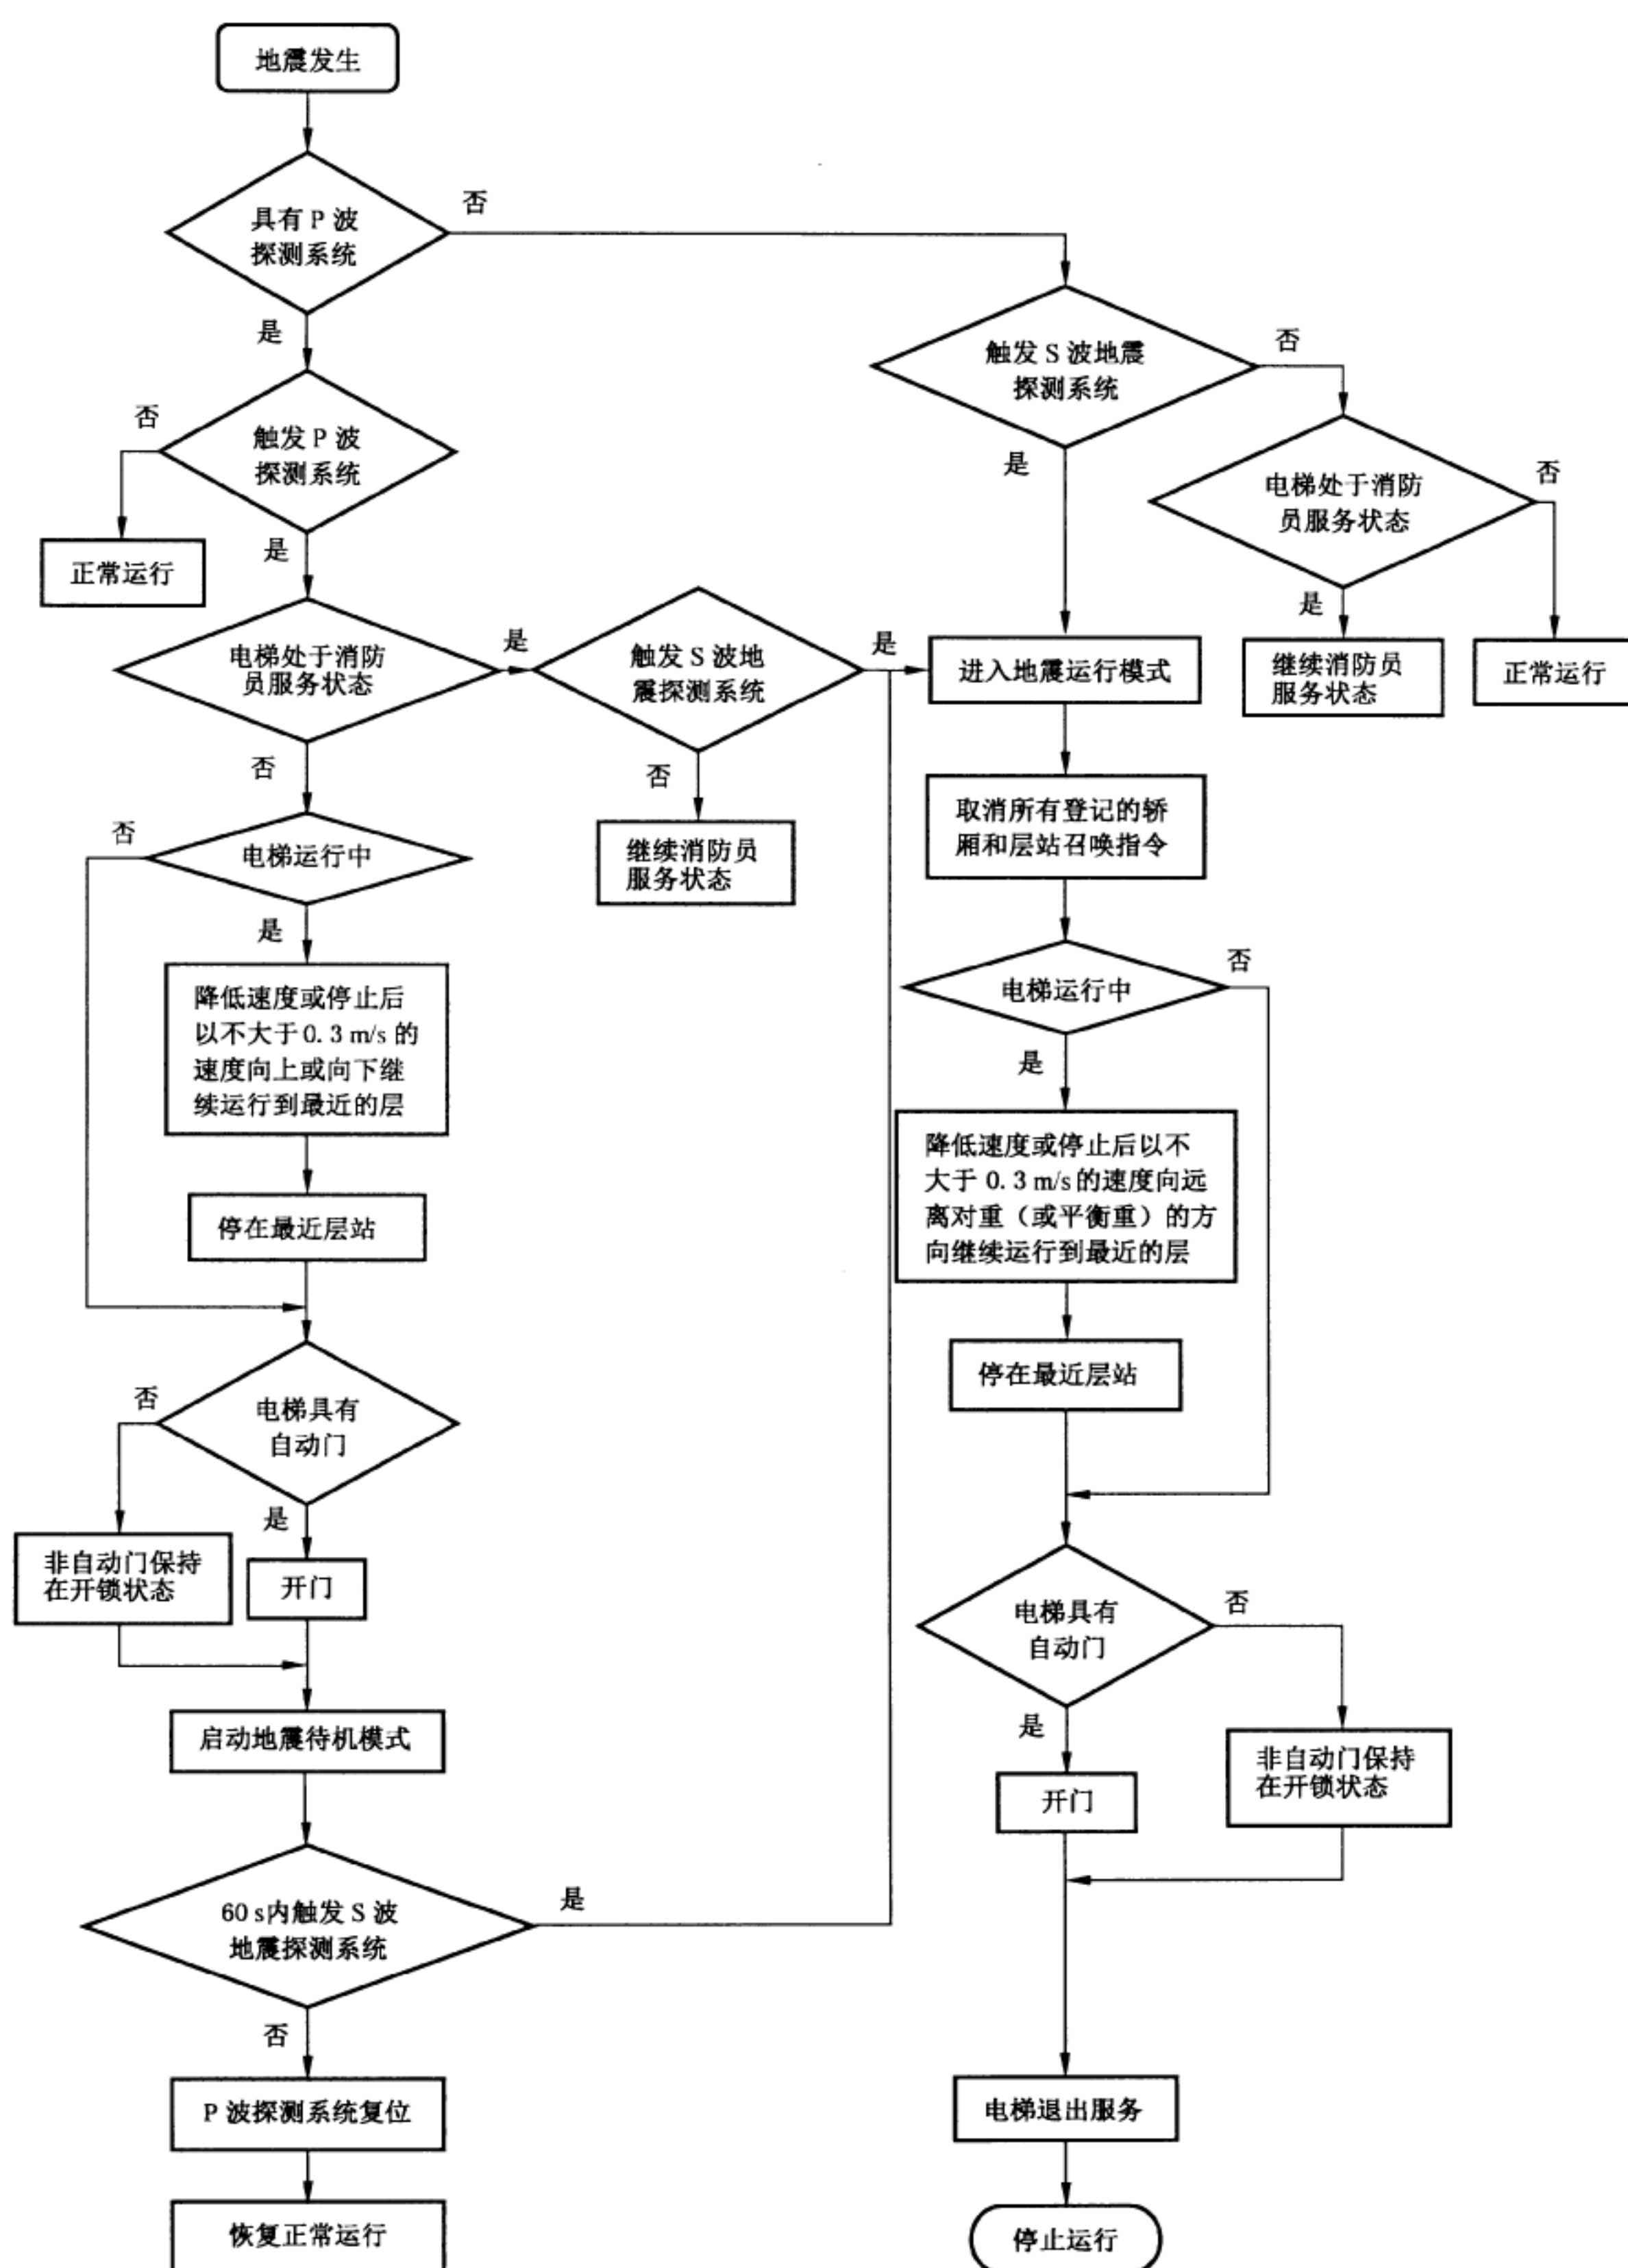 地震发生
否
具有 P 波
探测系统
是
触发 S 波地震
探测系统
否
是
否
触发 P 波
探测系统
是
正常运行
电梯处于消防
员服务状态
否
是
继续消防员
服务状态
正常运行
电梯处于消防
员服务状态
是
触发 S 波地
震探测系统
是
进入地震运行模式
否
否
继续消防员
服务状态
取消所有登记的轿
厢和层站召唤指令
否
电梯运行中
是
降低速度或停止后
以不大于 0.3 m/s 的
速度向上或向下继
续运行到最近的层
停在最近层站
电梯运行中
否
是
降低速度或停止后以不
大于 0.3 m/s 的速度向远
离对重（或平衡重）的方
向继续运行到最近的层
停在最近层站
否
电梯具有
自动门
是
非自动门保持
在开锁状态
开门
启动地震待机模式
电梯具有
自动门
否
是
开门
非自动门保持
在开锁状态
60 s内触发 S 波
地震探测系统
是
否
P 波探测系统复位
恢复正常运行
电梯退出服务
停止运行